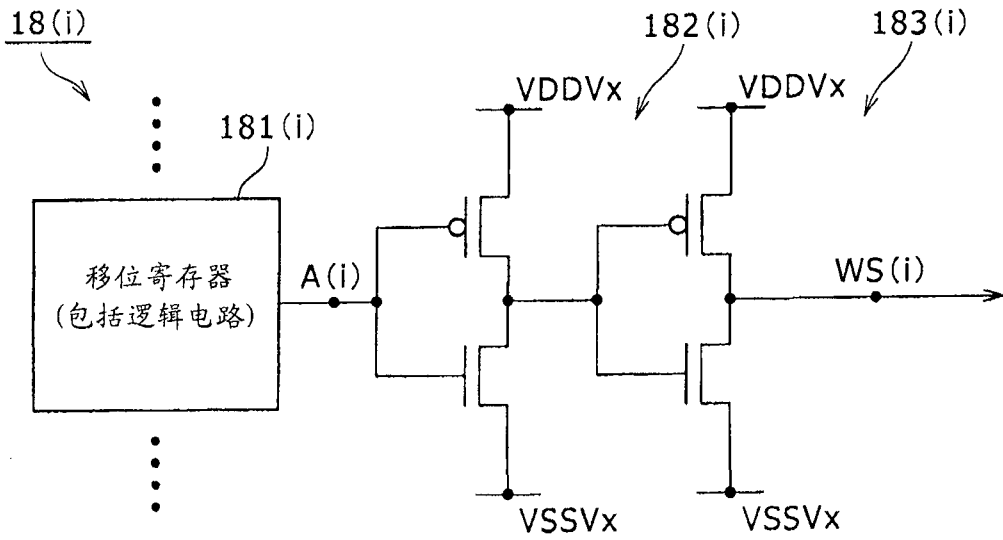 18(i)
182(i)
183(i)
VDDVx
VDDVx
181(i)
移位寄存器
(包括逻辑电路)
A(i)
WS(i)
VSSVx
VSSVx